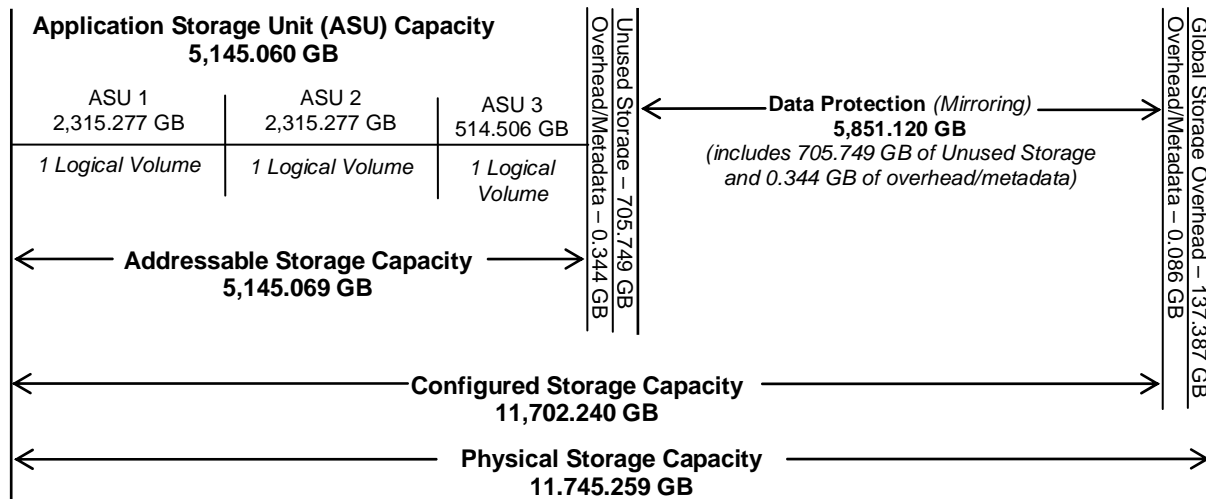 Application Storage Unit (ASU) Capacity
5,145.060 GB
ASU 1
2,315.277 GB
ASU 2
2,315.277 GB
ASU 3
514.506 GB
1 Logical Volume
1 Logical Volume
1 Logical
Volume
Addressable Storage Capacity
5,145.069 GB
Overhead/Metadata – 0.344 GB
Unused Storage – 705.749 GB
Data Protection (Mirroring)
5,851.120 GB
(includes 705.749 GB of Unused Storage
and 0.344 GB of overhead/metadata)
Overhead/Metadata – 0.086 GB
Global Storage Overhead – 137.387 GB
Configured Storage Capacity
11,702.240 GB
Physical Storage Capacity
11.745.259 GB